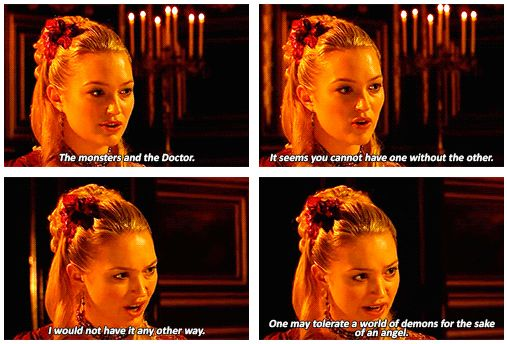 The monsters and the Doctor.
It seems you cannot have one without the other.
I would not have it any other way.
One may tolerate a world of demons for the sake
of an angel.